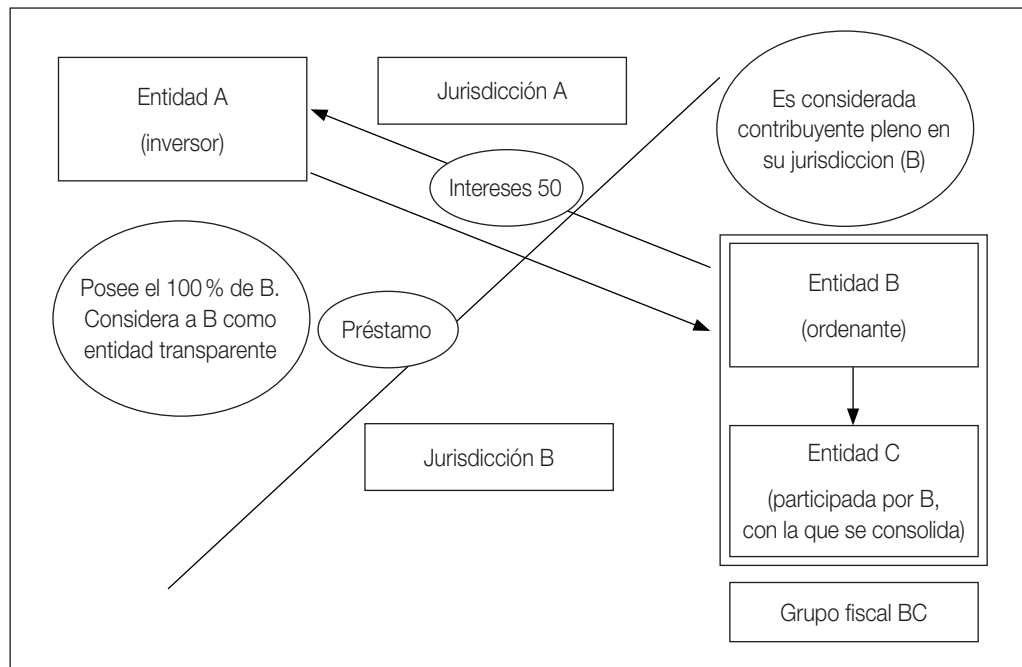 Entidad A
(inversor)
Jurisdicción A
Es considerada
contribuyente pleno en
su jurisdiccion (B)
Intereses 50
Posee el 100 % de B.
Considera a B como
entidad transparente
Préstamo
Entidad B
(ordenante)
Jurisdicción B
Entidad C
(participada por B,
con la que se consolida)
Grupo fiscal BC